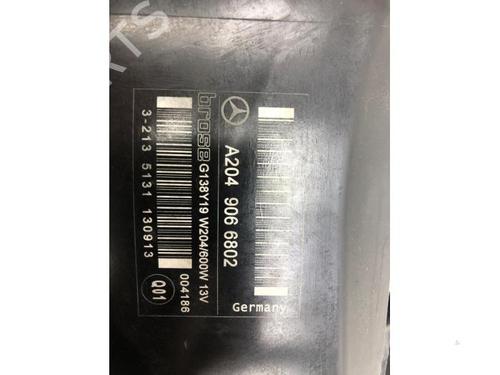 A204 906 6802
Germany
brose
G138Y19 W204/600W 13V
004186
3-213 5131 130913
Q01